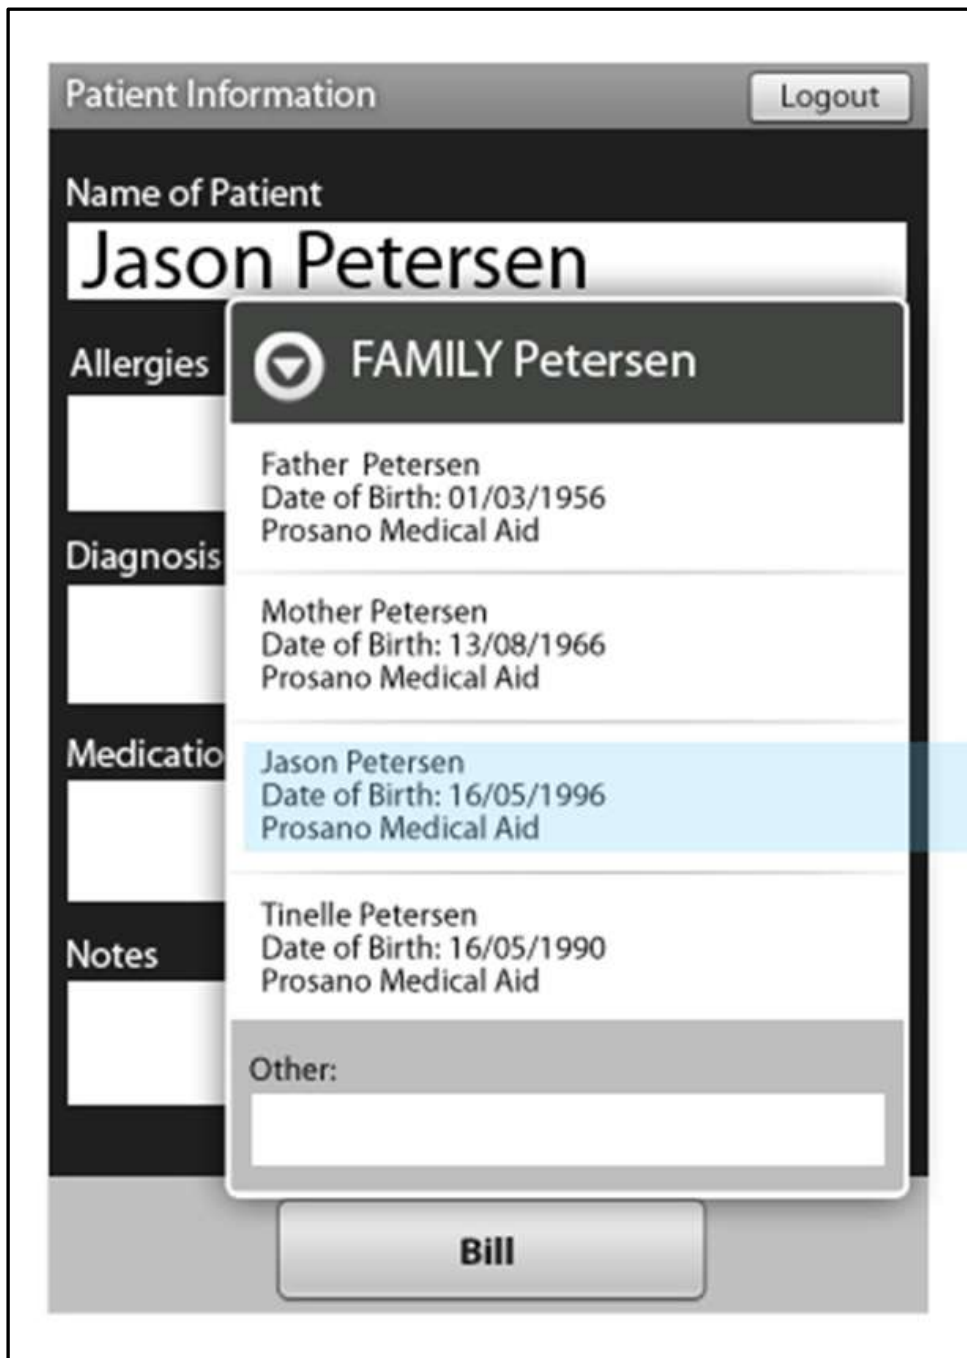 Patient Information
Logout
Name of Patient
Jason Petersen
Allergies
FAMILY Petersen
Father Petersen
Date of Birth: 01/03/1956
Prosano Medical Aid
Diagnosis
Mother Petersen
Date of Birth: 13/08/1966
Prosano Medical Aid
Medicatio
Jason Petersen
Date of Birth: 16/05/1996
Prosano Medical Aid
Tinelle Petersen
Date of Birth: 16/05/1990
Prosano Medical Aid
Notes
Other:
Bill